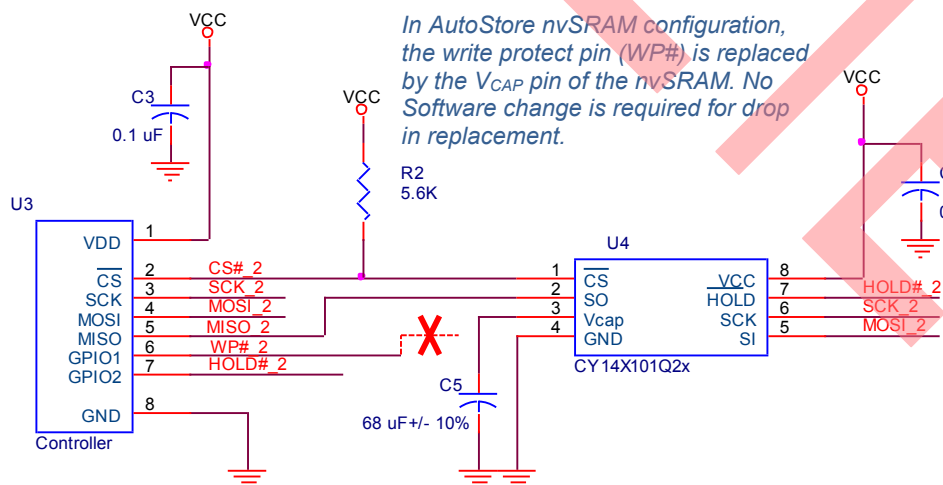 VCC
In AutoStore nvSRAM configuration,
the write protect pin (WP#) is replaced
by the VCAP pin of the nvSRAM. No
Software change is required for drop
in replacement.
VCC
VCC
C3
0.1 uF
R2
5.6K
C
0
U3
1
VDD
2
CS
CS#_2
3
SCK
SCK_2
4
MOSI
MOSI_2
5
MISO
MISO_2
6
GPIO1
WP#_2
7
GPIO2
HOLD#_2
8
GND
Controller
X
C5
68 uF+/- 10%
U4
1
CS
2
SO
3
Vcap
4
GND
VCC
8
HOLD
7
HOLD#_2
SCK
6
SCK_2
SI
5
MOSI_2
CY14X101Q2x